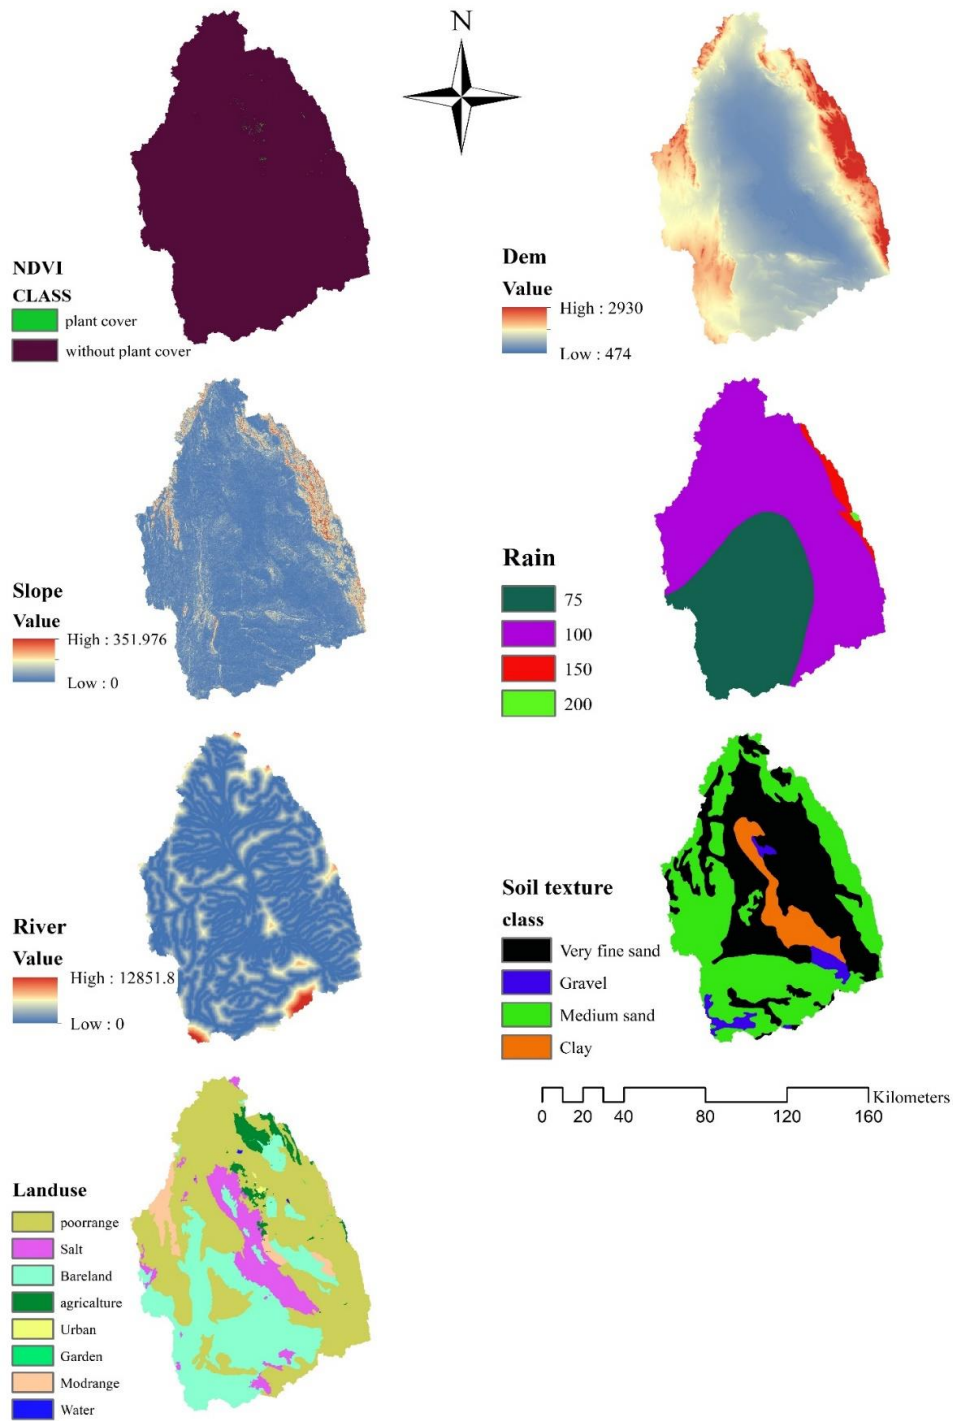 N
NDVI
CLASS
plant cover
without plant cover
Dem
Value
High : 2930
Low : 474
Slope
Value
High : 351.976
Low : 0
Rain
75
100
150
200
River
Value
High : 12851.8
Low : 0
Soil texture
class
Very fine sand
Gravel
Medium sand
Clay
Kilometers
0 20 40 80 120 160
Landuse
poorrange
Salt
Bareland
agricalture
Urban
Garden
Modrange
Water